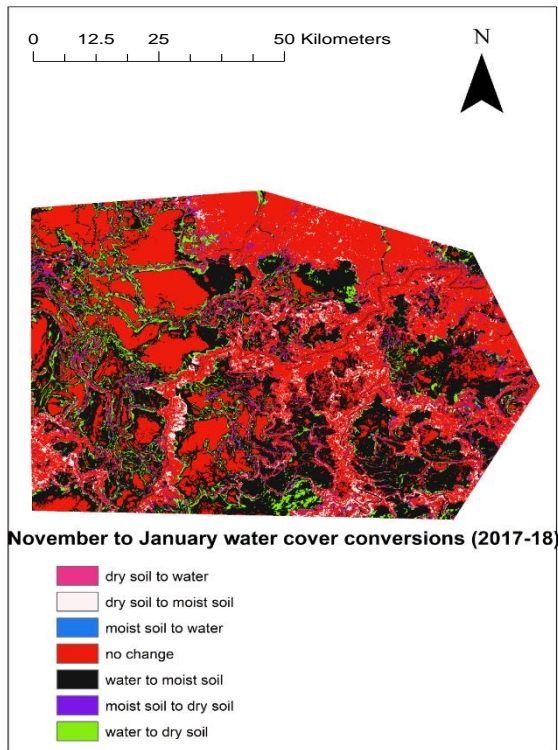 0 12.5 25 50 Kilometers
N
November to January water cover conversions (2017-18)
dry soil to water
dry soil to moist soil
moist soil to water
no change
water to moist soil
moist soil to dry soil
water to dry soil